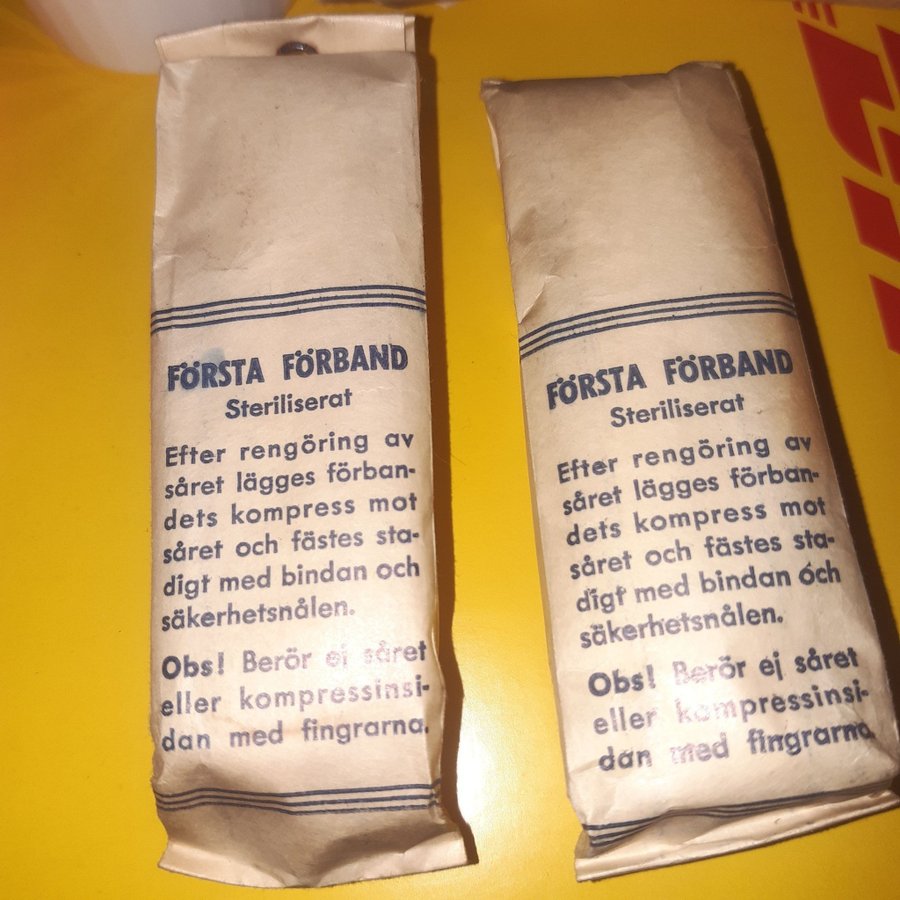 FÖRSTA FÖRBAND
Steriliserat
Efter rengöring av
såret lägges förban-
dets kompress mot
såret och fästes sta-
digt med bindan och
säkerhetsnålen.
Obs! Berör ej såret
eller kompressinsi-
dan med fingrarna.
FÖRSTA FÖRBAND
Steriliserat
Efter rengöring av
såret lägges förban-
dets kompress mot
såret och fästes sta-
digt med bindan och
säkerhetsnålen.
Obs! Berör ej såret
eller kompressinsi-
dan med fingrarna.